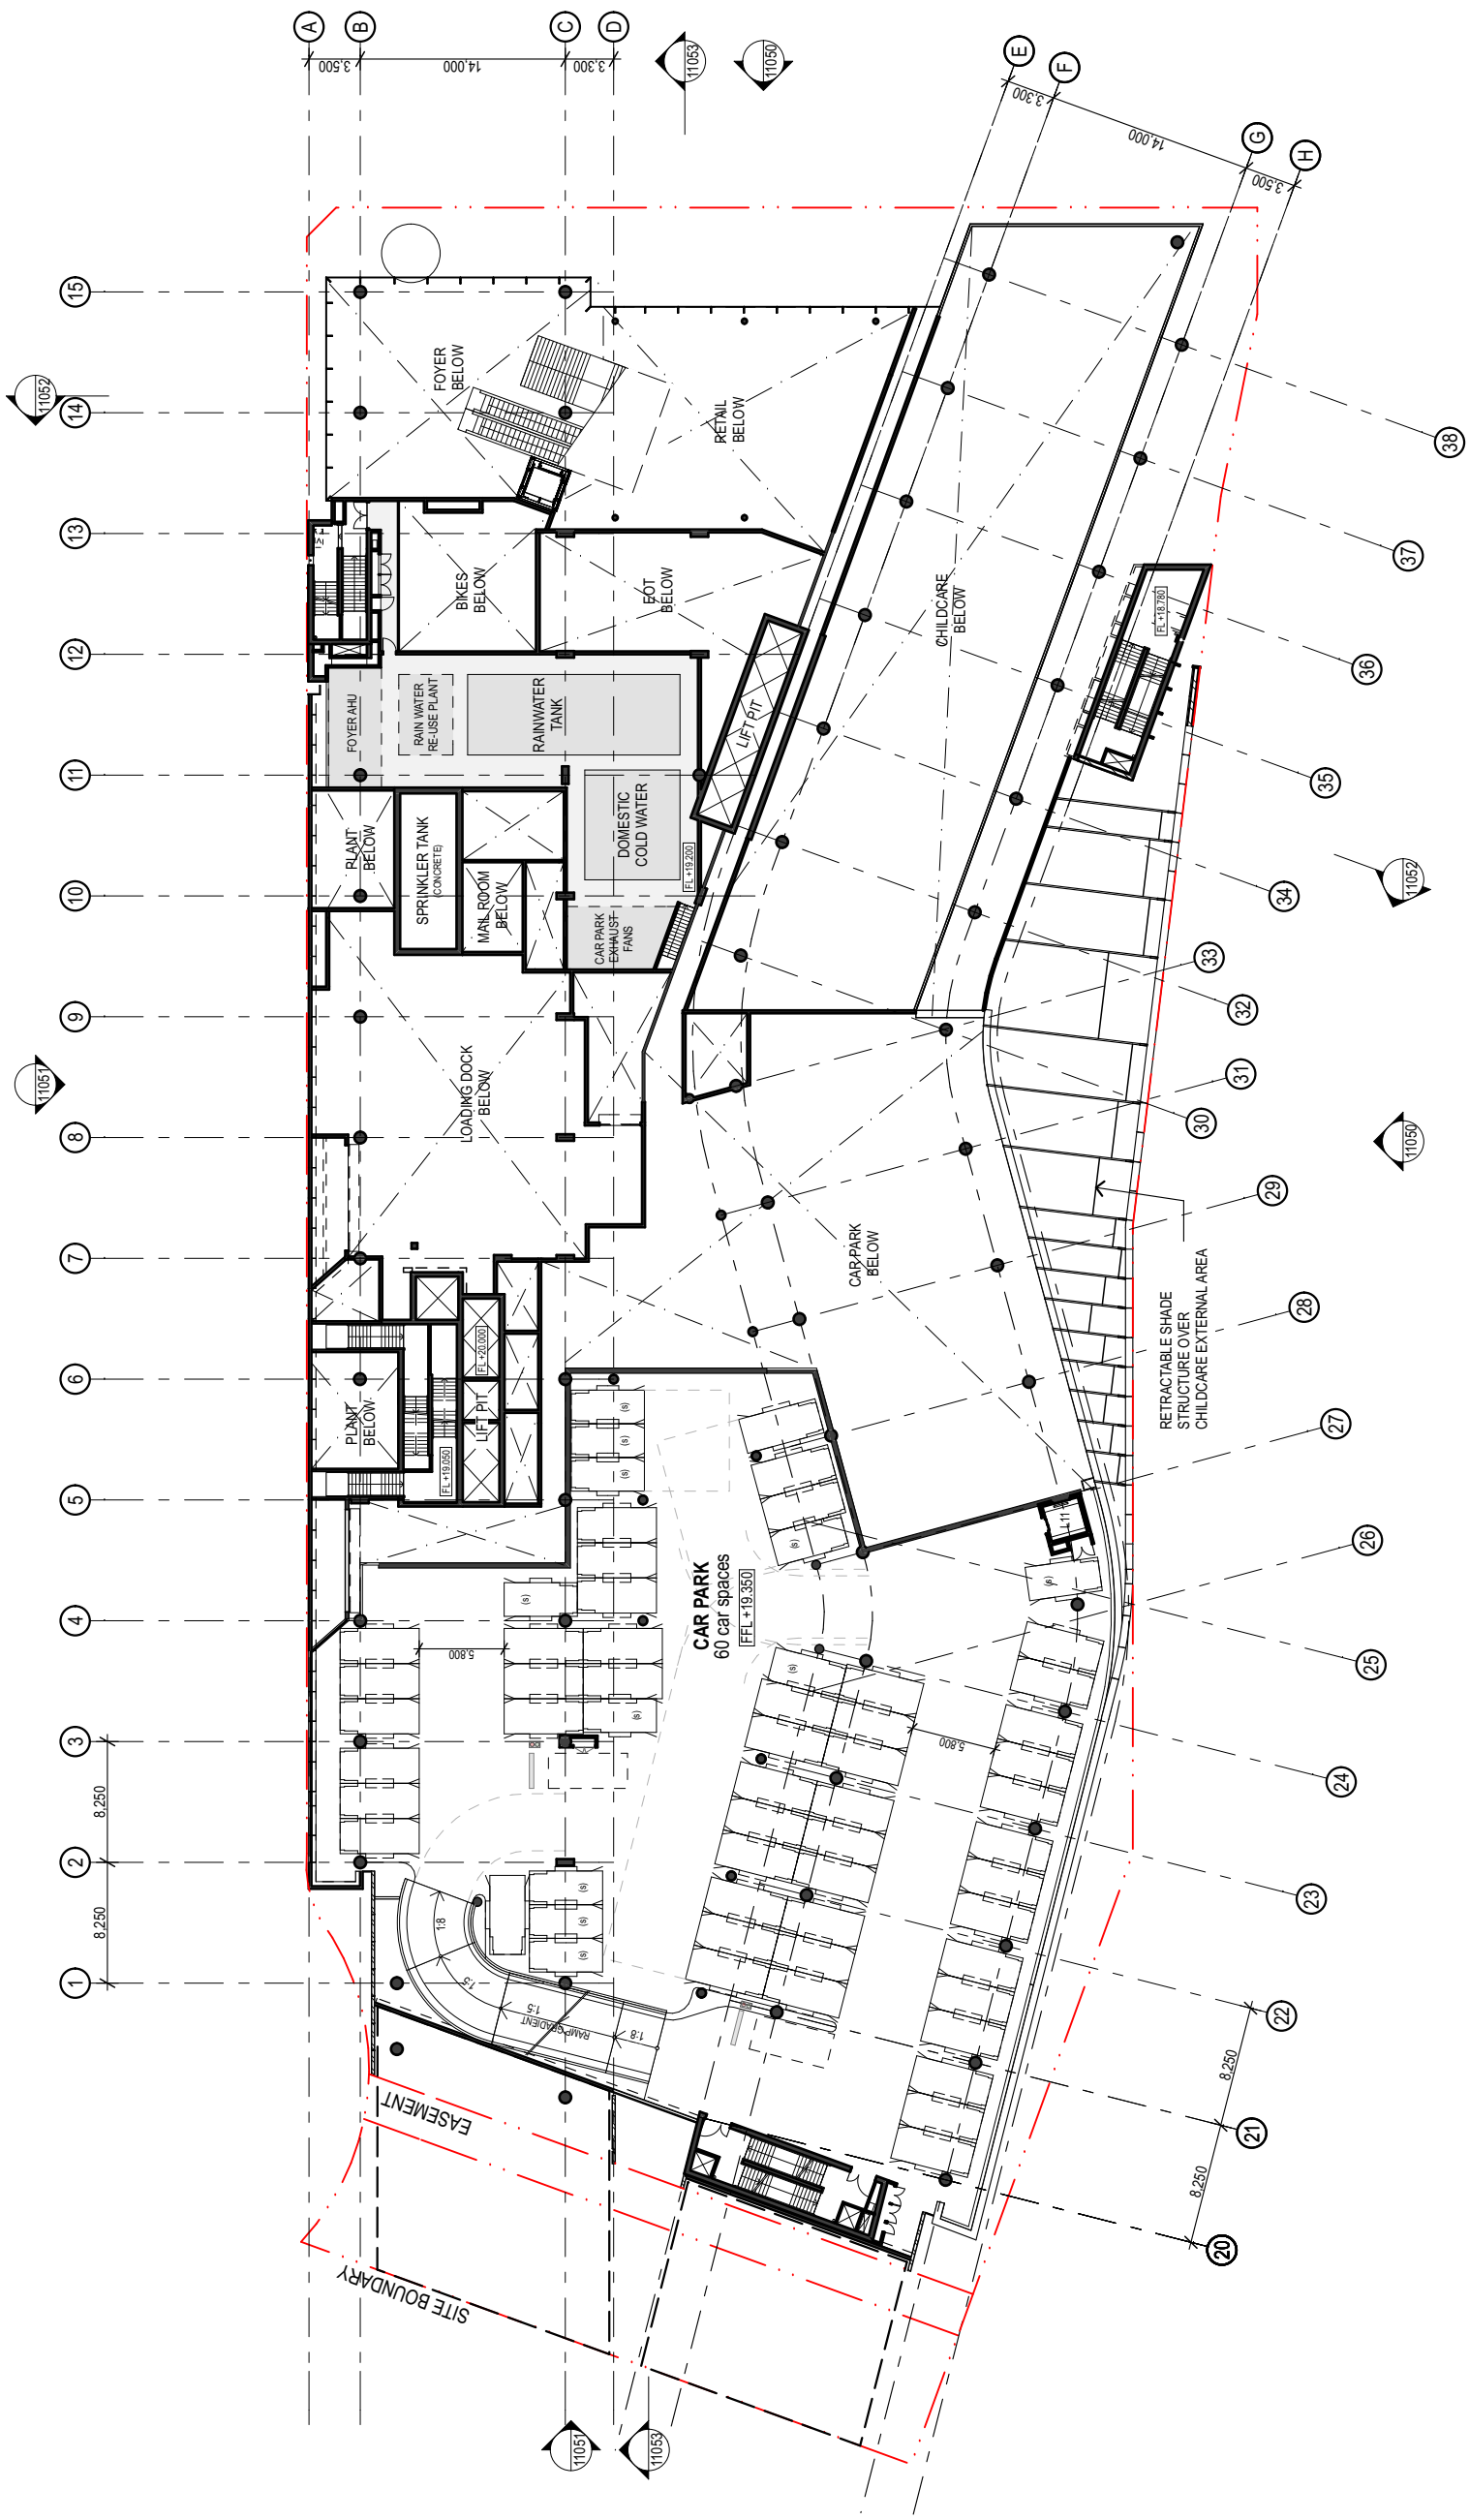 A
B
C
D
3,500
14,000
3,300
11053
11050
E
F
G
H
3,300
14,000
3,500
15
14
13
12
11
10
9
8
7
6
5
4
3
2
1
8,250
8,250
11052
11051
FOYER
BELOW
RETAIL
BELOW
BIKES
BELOW
EOT
BELOW
FOYER AHU
RAIN WATER
RE-USE PLANT
RAINWATER
TANK
LIFT PIT
CHILDCARE
BELOW
FL +18.780
PLANT
BELOW
SPRINKLER TANK
(CONCRETE)
MAIL ROOM
BELOW
DOMESTIC
COLD WATER
FL +19.200
CAR PARK
EXHAUST
FANS
LOADING DOCK
BELOW
CAR PARK
BELOW
PLANT
BELOW
FL +19.050
LIFT PIT
FL +20.000
RETRACTABLE SHADE
STRUCTURE OVER
CHILDCARE EXTERNAL AREA
(s)
(s)
(s)
(s)
(s)
(s)
(s)
(s)
(s)
(s)
(s)
L11
CAR PARK
60 car spaces
FFL +19.350
5,800
5,800
1:8
1:5
1:5
RAMP GRADIENT
1:8
EASEMENT
SITE BOUNDARY
38
37
36
35
34
33
32
31
30
29
28
27
26
25
24
23
22
21
20
8,250
8,250
11052
11050
11051
11053